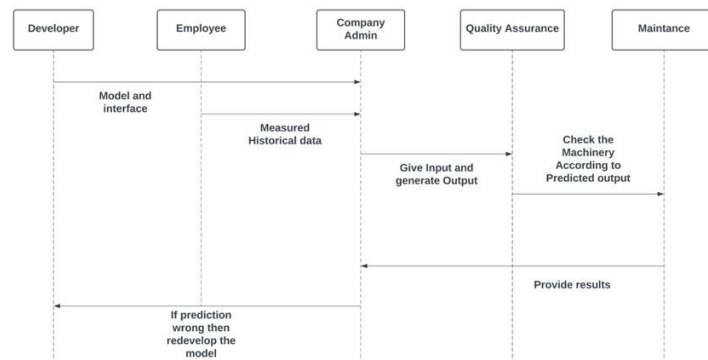 Developer
Employee
Company
Admin
Quality Assurance
Maintance
Model and
interface
Measured
Historical data
Give Input and
generate Output
Check the
Machinery
According to
Predicted output
Provide results
If prediction
wrong then
redevelop the
model